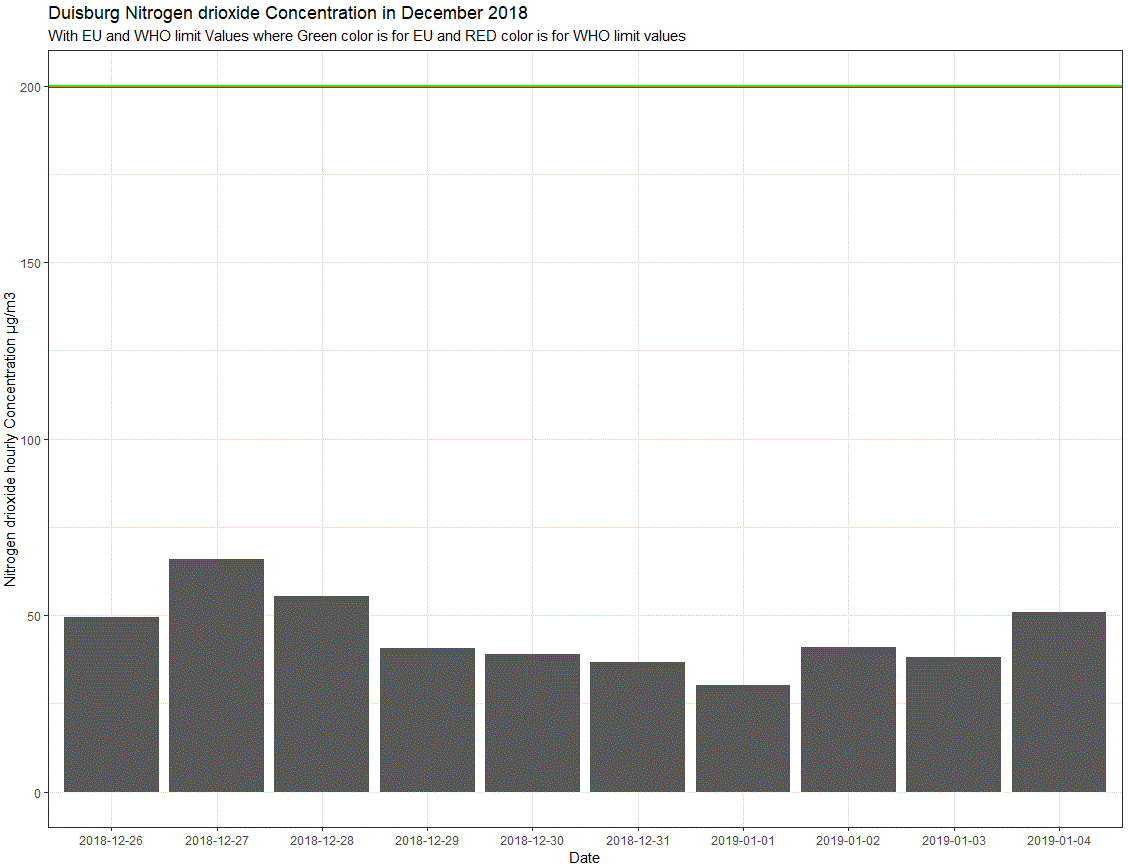 Duisburg Nitrogen drioxide Concentration in December 2018
With EU and WHO limit Values where Green color is for EU and RED color is for WHO limit values
Nitrogen drioxide hourly Concentration µg/m3
200
150
100
50
0
2018-12-26 2018-12-27 2018-12-28 2018-12-29 2018-12-30 2018-12-31 2019-01-01 2019-01-02 2019-01-03 2019-01-04
Date